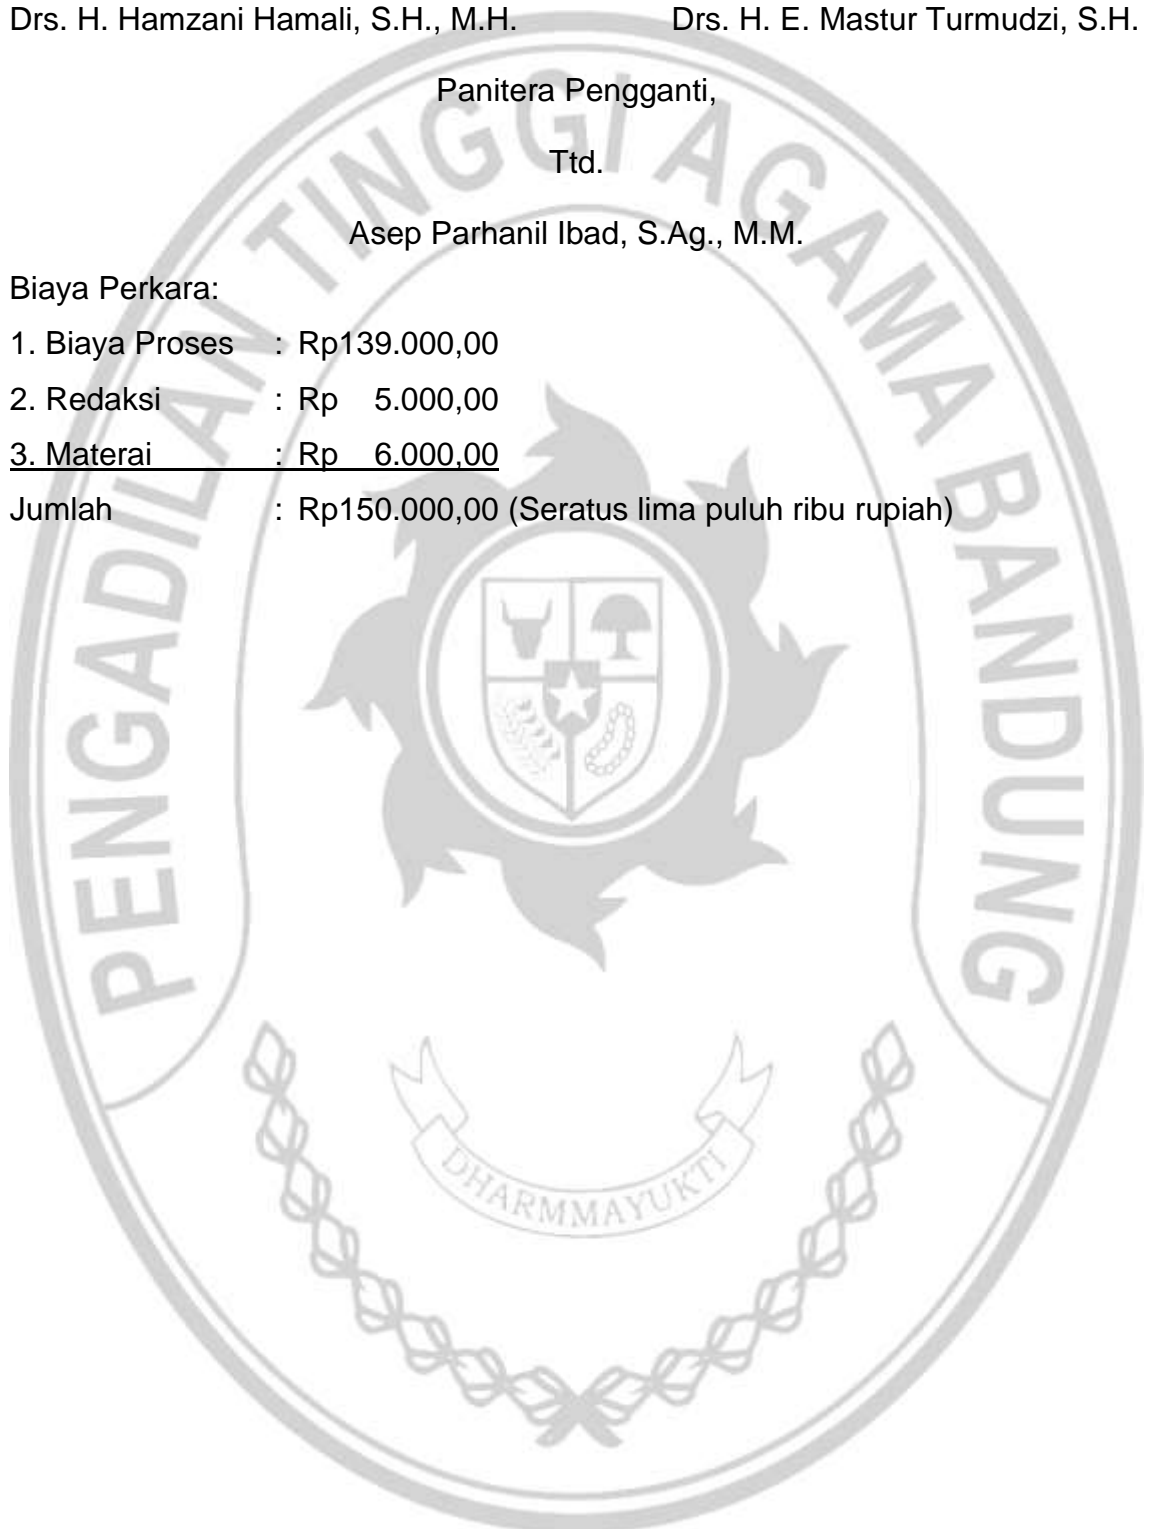 Drs. H. Hamzani Hamali, S.H., M.H. Drs. H. E. Mastur Turmudzi, S.H.
Panitera Pengganti,
Ttd.
Asep Parhanil Ibad, S.Ag., M.M.
Biaya Perkara:
1. Biaya Proses : Rp139.000,00
2. Redaksi : Rp 5.000,00
3. Materai : Rp 6.000,00
Jumlah : Rp150.000,00 (Seratus lima puluh ribu rupiah)
PENGADILAN TINGGI AGAMA BANDUNG
DHARMMAYUKTI